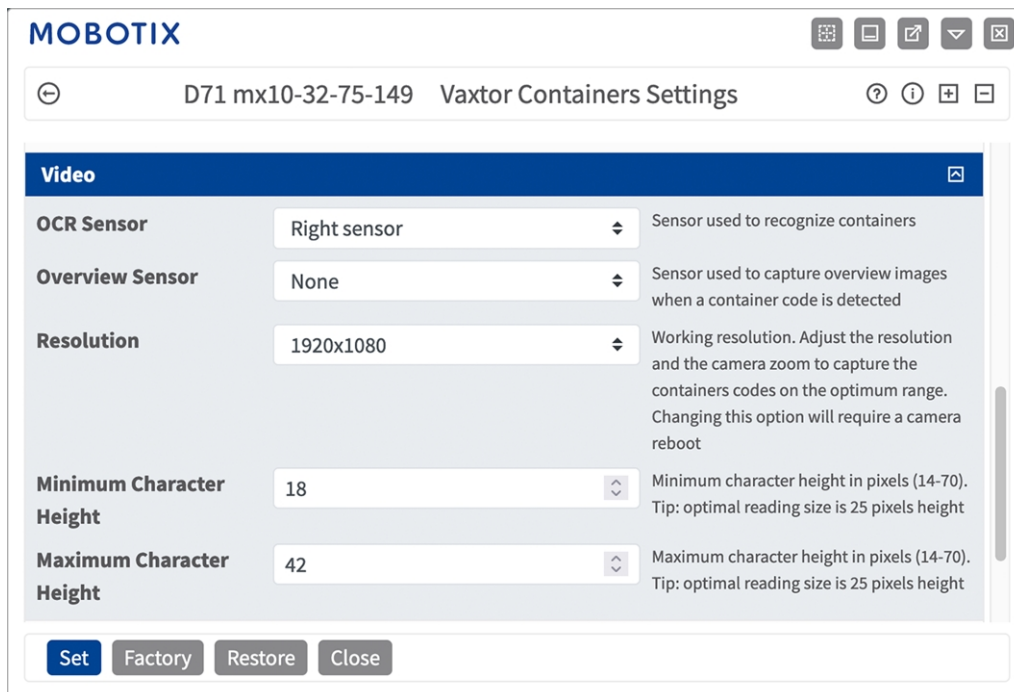 MOBOTIX
D71 mx10-32-75-149 Vaxtor Containers Settings
Video
OCR Sensor
Right sensor
Sensor used to recognize containers
Overview Sensor
None
Sensor used to capture overview images
when a container code is detected
Resolution
1920x1080
Working resolution. Adjust the resolution
and the camera zoom to capture the
containers codes on the optimum range.
Changing this option will require a camera
reboot
Minimum Character
Height
18
Minimum character height in pixels (14-70).
Tip: optimal reading size is 25 pixels height
Maximum Character
Height
42
Maximum character height in pixels (14-70).
Tip: optimal reading size is 25 pixels height
Set Factory Restore Close